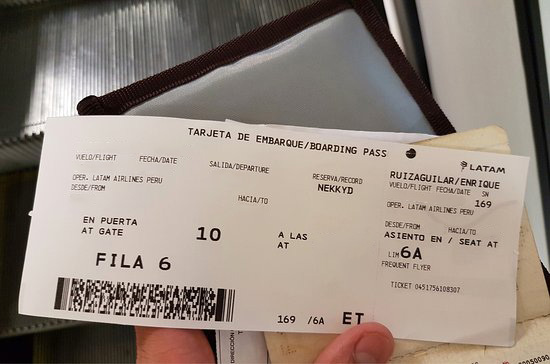 TARJETA DE EMBARQUE/BOARDING PASS
VUELO/FLIGHT FECHA/DATE SALIDA/DEPARTURE RESERVA/RECORD
NEKKYD
OPER. LATAM AIRLINES PERU
DESDE/FROM HACIA/TO
EN PUERTA
AT GATE 10 A LAS
AT
FILA 6
169 /6A ET
LATAM
RUIZAGUILAR/ENRIQUE
VUELO/FLIGHT FECHA/DATE SN
169
OPER. LATAM AIRLINES PERU
DESDE/FROM HACIA/TO
ASIENTO EN / SEAT AT
LIM 6A
FREQUENT FLYER
TICKET 0451756108307